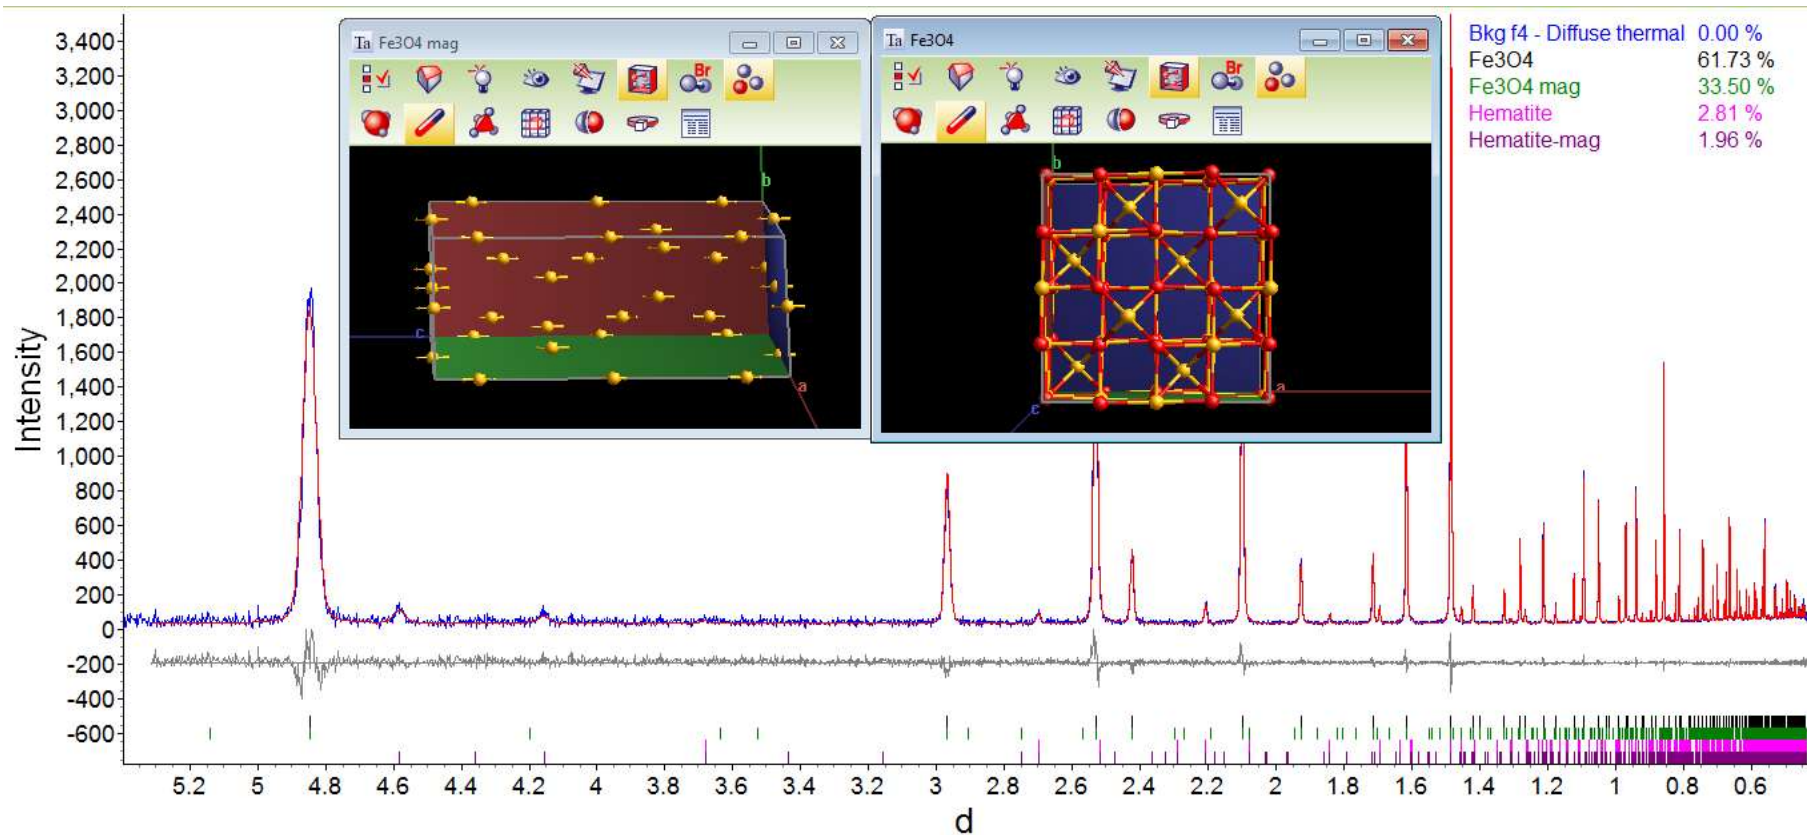 Ta Fe3O4 mag
Br
b
c
a
Ta Fe3O4
Br
b
a
c
Bkg f4 - Diffuse thermal 0.00 %
Fe3O4 61.73 %
Fe3O4 mag 33.50 %
Hematite 2.81 %
Hematite-mag 1.96 %
Intensity
3,400
3,200
3,000
2,800
2,600
2,400
2,200
2,000
1,800
1,600
1,400
1,200
1,000
800
600
400
200
0
-200
-400
-600
5.2 5 4.8 4.6 4.4 4.2 4 3.8 3.6 3.4 3.2 3 2.8 2.6 2.4 2.2 2 1.8 1.6 1.4 1.2 1 0.8 0.6
d